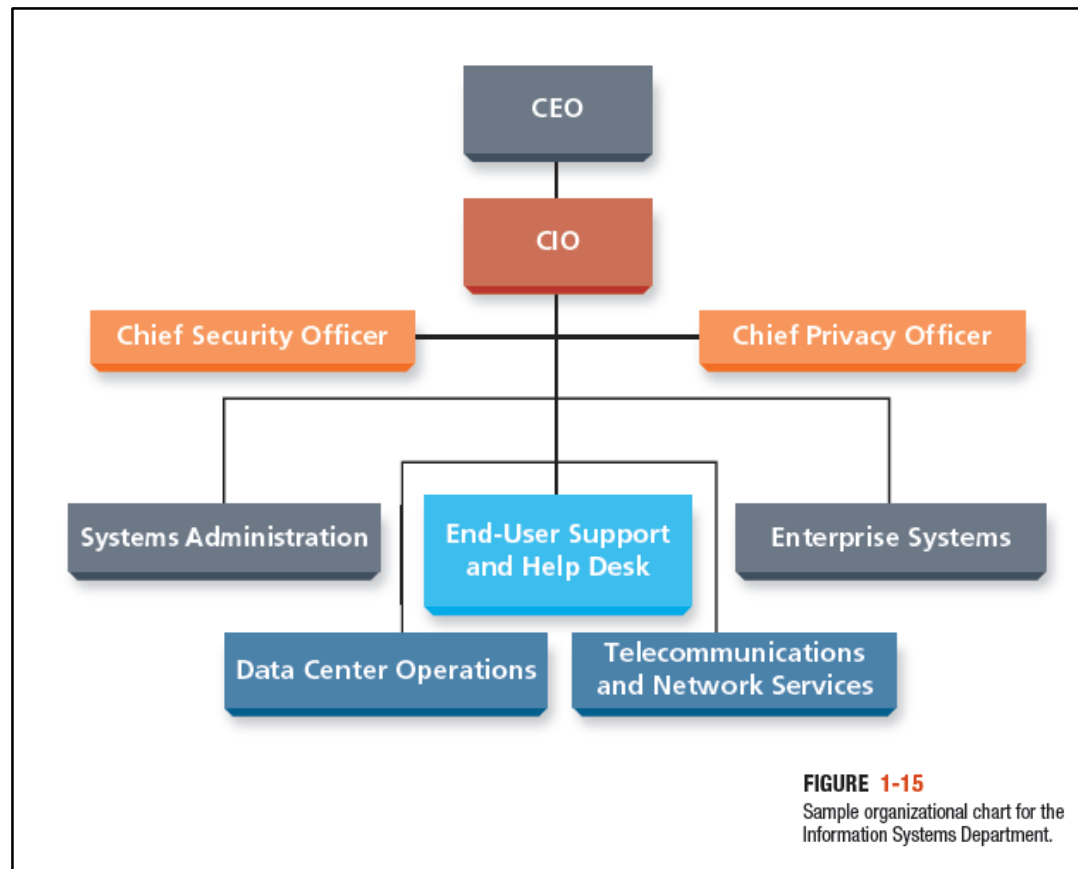 CEO
CIO
Chief Security Officer
Chief Privacy Officer
Systems Administration
End-User Support
and Help Desk
Enterprise Systems
Data Center Operations
Telecommunications
and Network Services
FIGURE 1-15
Sample organizational chart for the
Information Systems Department.